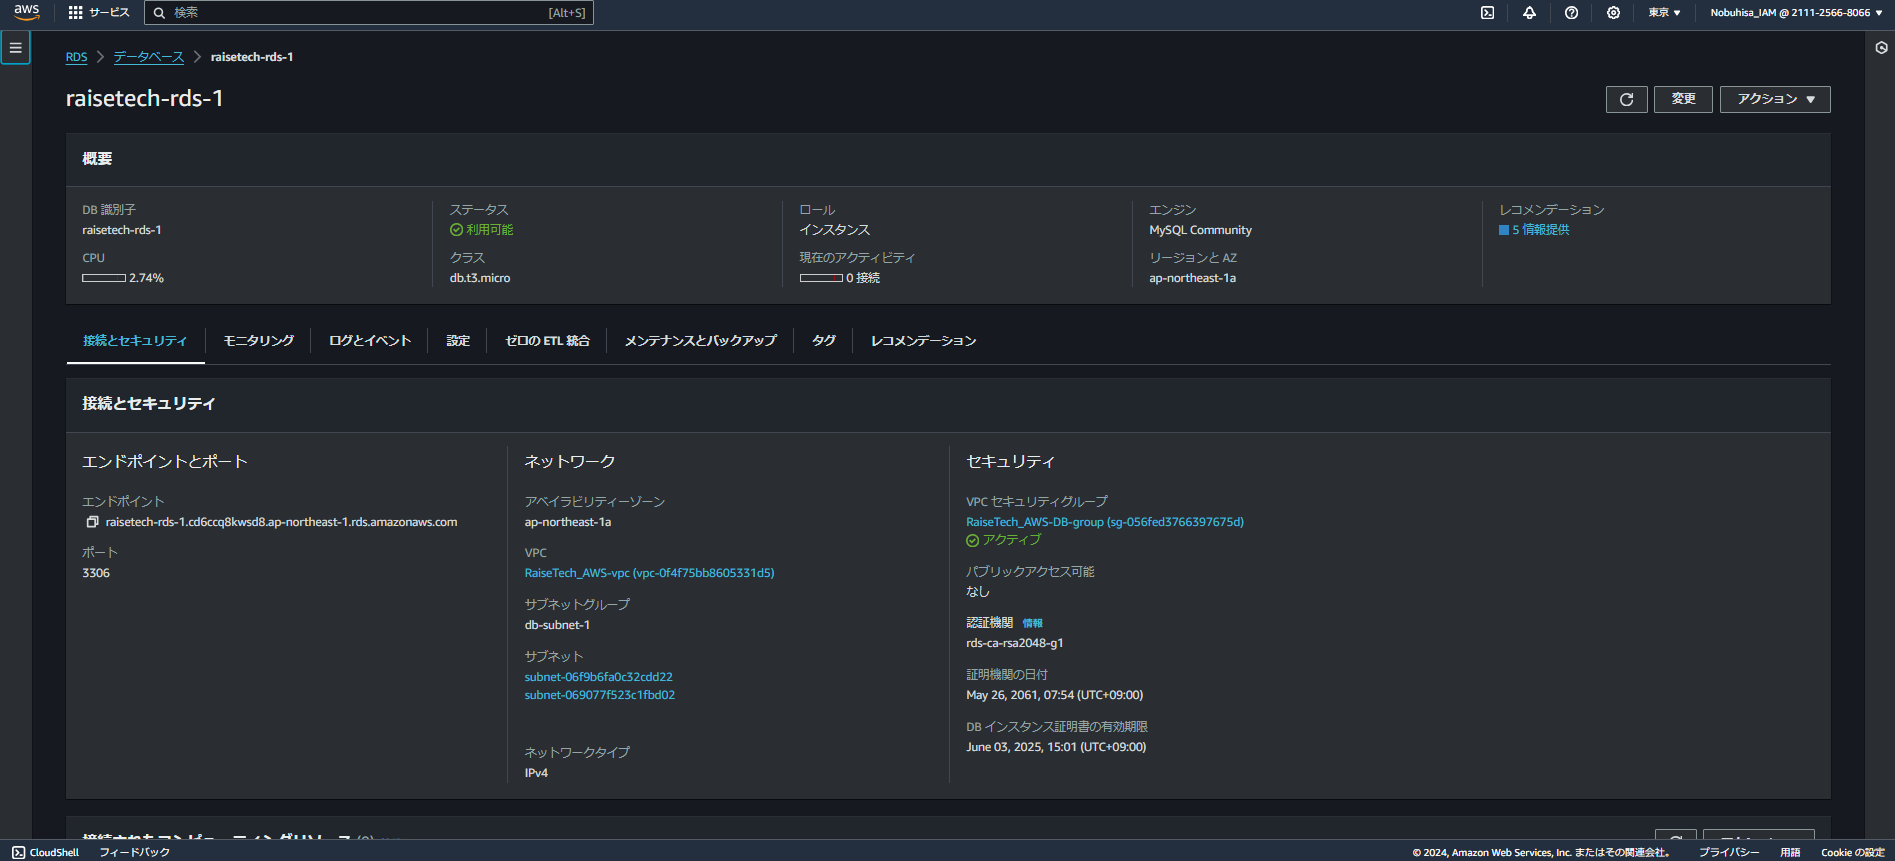 aws
サービス
検索
[Alt+S]
東京 ▼
Nobuhisa_IAM @ 2111-2566-8066 ▼
RDS > データベース > raisetech-rds-1
raisetech-rds-1
変更
アクション ▼
概要
DB 識別子
raisetech-rds-1
CPU
2.74%
ステータス
利用可能
クラス
db.t3.micro
ロール
インスタンス
現在のアクティビティ
0 接続
エンジン
MySQL Community
リージョンと AZ
ap-northeast-1a
レコメンデーション
5 情報提供
接続とセキュリティ
モニタリング
ログとイベント
設定
ゼロの ETL 統合
メンテナンスとバックアップ
タグ
レコメンデーション
接続とセキュリティ
エンドポイントとポート
エンドポイント
raisetech-rds-1.cd6ccq8kwsd8.ap-northeast-1.rds.amazonaws.com
ポート
3306
ネットワーク
アベイラビリティーゾーン
ap-northeast-1a
VPC
RaiseTech_AWS-vpc (vpc-0f4f75bb8605331d5)
サブネットグループ
db-subnet-1
サブネット
subnet-06f9b6fa0c32cdd22
subnet-069077f523c1fbd02
ネットワークタイプ
IPv4
セキュリティ
VPC セキュリティグループ
RaiseTech_AWS-DB-group (sg-056fed3766397675d)
アクティブ
パブリックアクセス可能
なし
認証機関 情報
rds-ca-rsa2048-g1
証明機関の日付
May 26, 2061, 07:54 (UTC+09:00)
DB インスタンス証明書の有効期限
June 03, 2025, 15:01 (UTC+09:00)
CloudShell
フィードバック
© 2024, Amazon Web Services, Inc. またはその関連会社。
プライバシー
用語
Cookie の設定